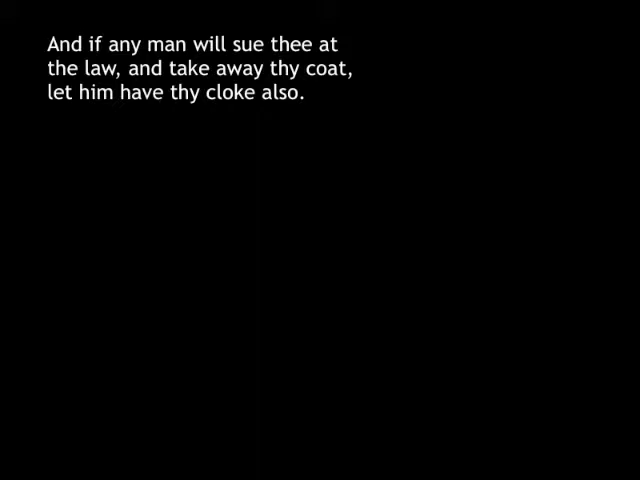 And if any man will sue thee at
the law, and take away thy coat,
let him have thy cloke also.